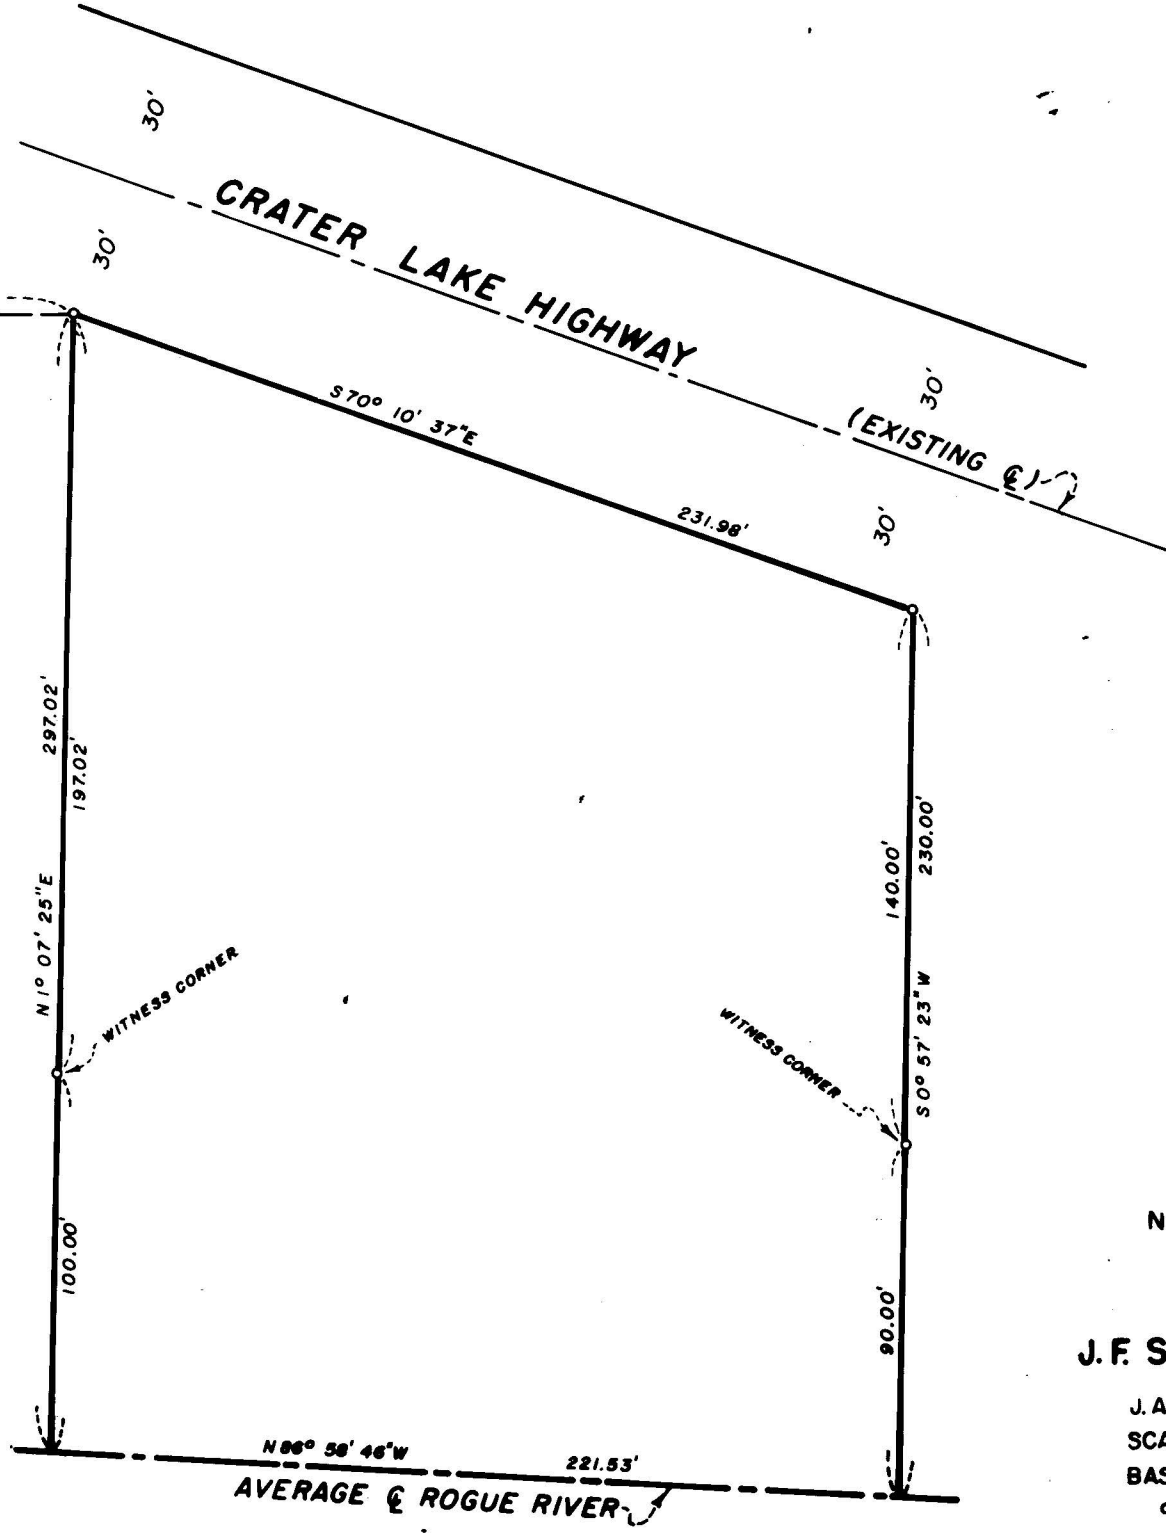 30'
CRATER LAKE HIGHWAY
30'
30'
(EXISTING ℄)
30'
S 70° 10' 37" E
231.98'
297.02'
197.02'
N 1° 07' 25" E
WITNESS CORNER
100.00'
140.00'
230.00'
S 0° 57' 23" W
WITNESS CORNER
90.00'
N 86° 58' 46" W
221.53'
AVERAGE ℄ ROGUE RIVER
N
J. F. S
J. A
SCA
BAS